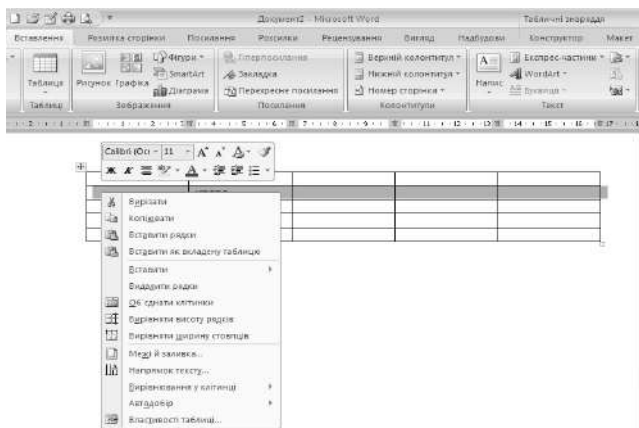 Документ2 - Microsoft Word
Табличні знаряддя
Вставлення Розмітка сторінки Посилання Розсилки Рецензування Вигляд Надбудови Конструктор Макет
Таблиця
Рисунок Графіка
Фігури
SmartArt
Діаграма
Гіперпосилання
Закладка
Перехресне посилання
Верхній колонтитул
Нижній колонтитул
Номер сторінки
Напис
Експрес-частини
WordArt
Буквиця
Таблиці Зображення Посилання Колонтитули Текст
Calibri (Осн 11
Вирізати
Копіювати
Вставити рядки
Вставити як вкладену таблицю
Вставити
Видалити рядки
Об'єднати клітинки
Вирівняти висоту рядків
Вирівняти ширину стовпців
Межі й заливка...
Напрямок тексту...
Вирівнювання у клітинці
Автодобір
Властивості таблиці...